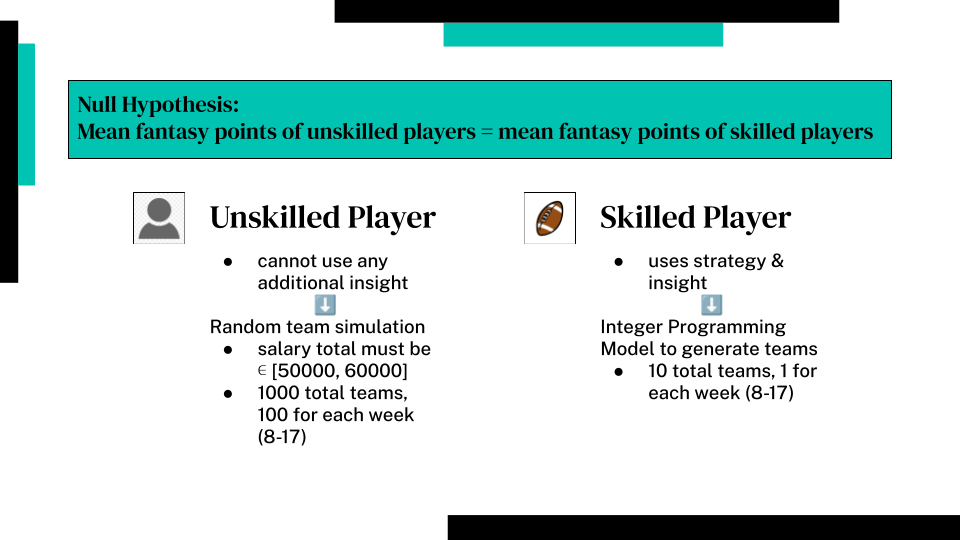 Null Hypothesis:
Mean fantasy points of unskilled players = mean fantasy points of skilled players
Unskilled Player
● cannot use any
additional insight
⬇️
Random team simulation
● salary total must be
∈ [50000, 60000]
● 1000 total teams,
100 for each week
(8-17)
Skilled Player
● uses strategy &
insight
⬇️
Integer Programming
Model to generate teams
● 10 total teams, 1 for
each week (8-17)